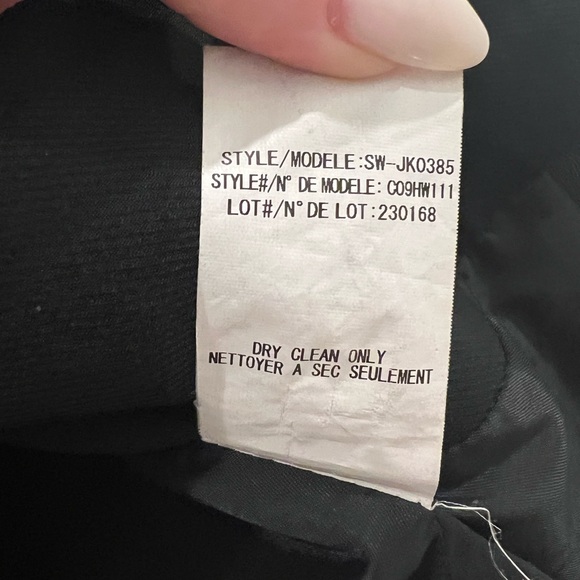 STYLE/MODELE:SW-JK0385
STYLE#/N° DE MODELE: C09HW111
LOT#/N° DE LOT:230168
DRY CLEAN ONLY
NETTOYER A SEC SEULEMENT